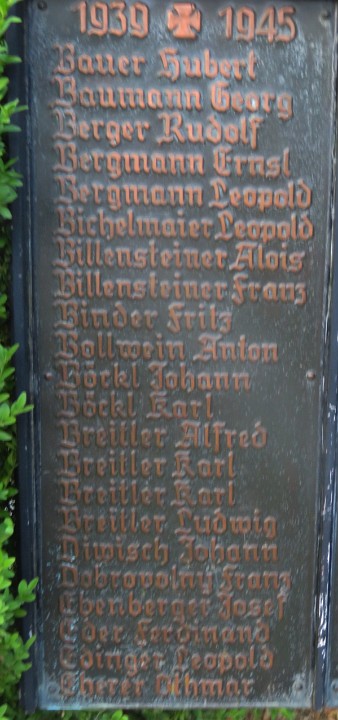 1939 1945
Bauer Hubert
Baumann Georg
Berger Rudolf
Bergmann Ernst
Bergmann Leopold
Bichelmaier Leopold
Billensteiner Alois
Billensteiner Franz
Binder Fritz
Bollwein Anton
Böckl Johann
Böckl Karl
Breitler Alfred
Breitler Karl
Breitler Karl
Breitler Ludwig
Diwisch Johann
Dobrovolny Franz
Ebenberger Josef
Eder Ferdinand
Edinger Leopold
Eherer Othmar